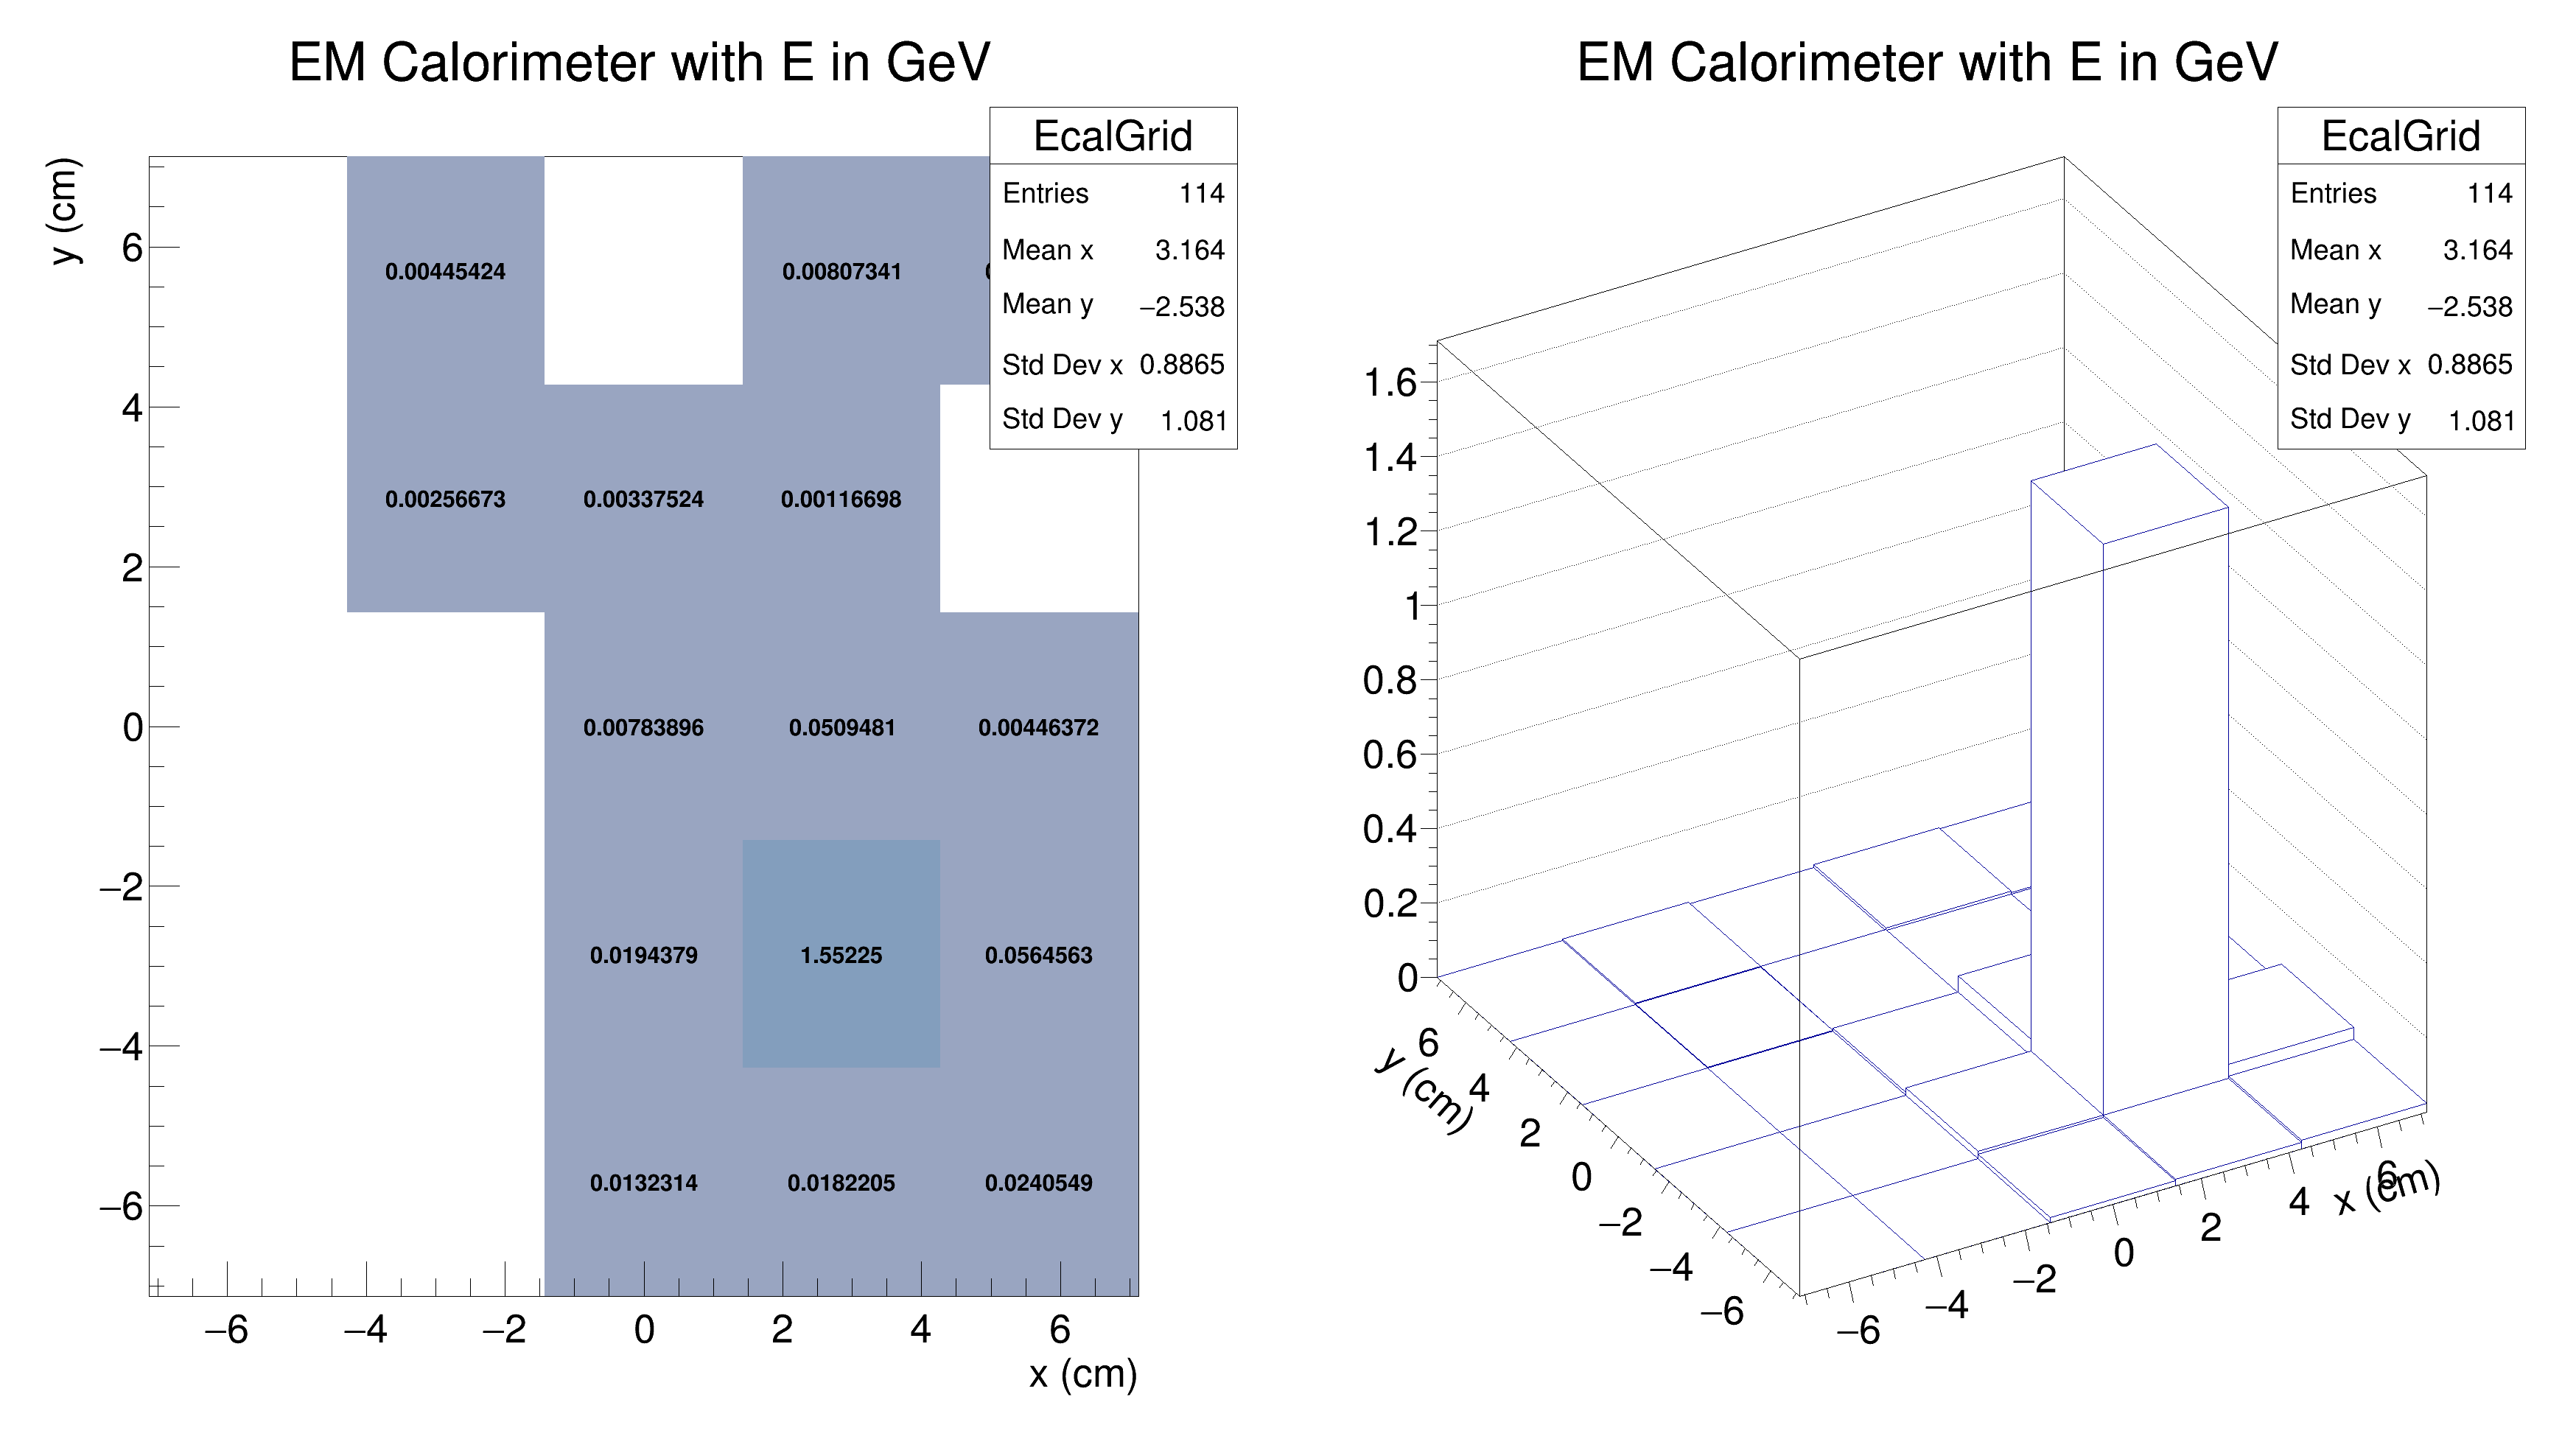 EM Calorimeter with E in GeV
EcalGrid
Entries 114
Mean x 3.164
Mean y −2.538
Std Dev x 0.8865
Std Dev y 1.081
y (cm)
6
4
2
0
−2
−4
−6
0.00445424 0.00807341
0.00256673 0.00337524 0.00116698
0.00783896 0.0509481 0.00446372
0.0194379 1.55225 0.0564563
0.0132314 0.0182205 0.0240549
−6 −4 −2 0 2 4 6
x (cm)
EM Calorimeter with E in GeV
EcalGrid
Entries 114
Mean x 3.164
Mean y −2.538
Std Dev x 0.8865
Std Dev y 1.081
1.6
1.4
1.2
1
0.8
0.6
0.4
0.2
0
y (cm)
6
4
2
0
−2
−4
−6
−6
−4
−2
0
2
4
6
x (cm)